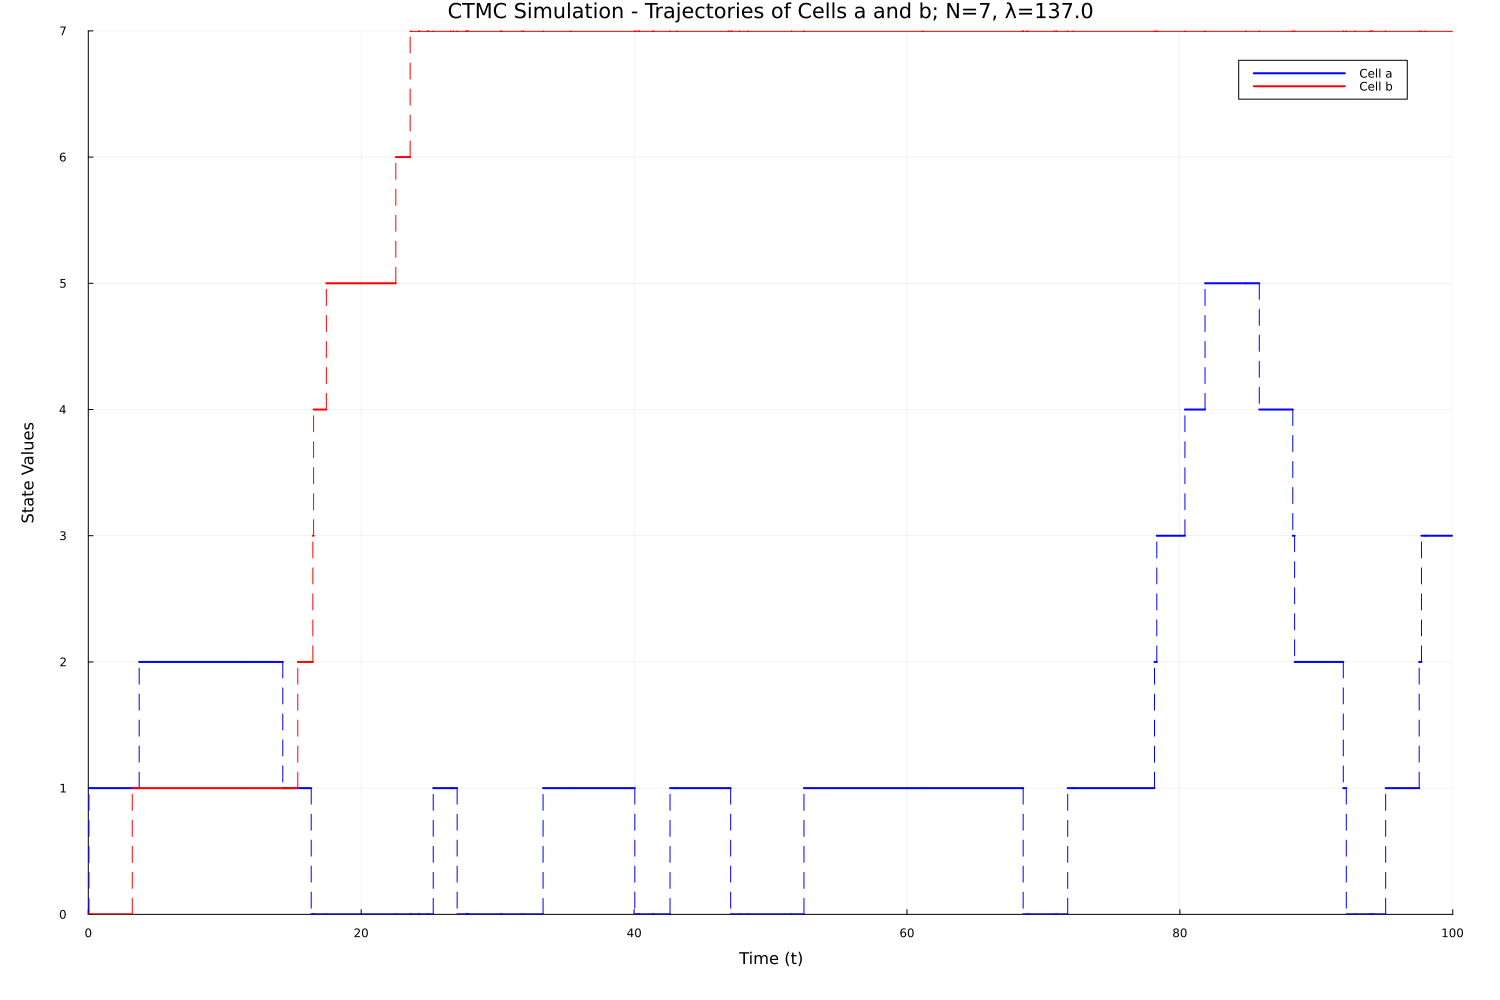 CTMC Simulation - Trajectories of Cells a and b; N=7, λ=137.0
7
Cell a
Cell b
6
5
4
State Values
3
2
1
0
0 20 40 60 80 100
Time (t)